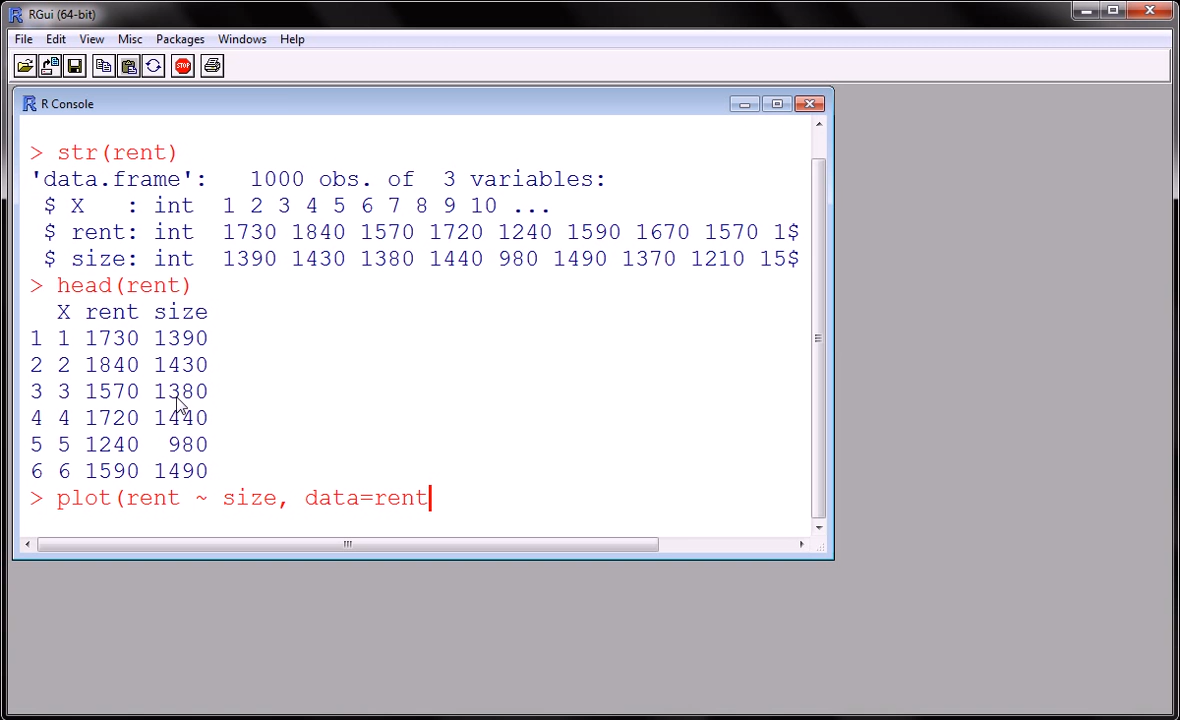 RGui (64-bit)
File Edit View Misc Packages Windows Help
STOP
R Console
> str(rent)
'data.frame':   1000 obs. of  3 variables:
 $ X   : int  1 2 3 4 5 6 7 8 9 10 ...
 $ rent: int  1730 1840 1570 1720 1240 1590 1670 1570 1$
 $ size: int  1390 1430 1380 1440 980 1490 1370 1210 15$
> head(rent)
  X rent size
1 1 1730 1390
2 2 1840 1430
3 3 1570 1380
4 4 1720 1440
5 5 1240  980
6 6 1590 1490
> plot(rent ~ size, data=rent